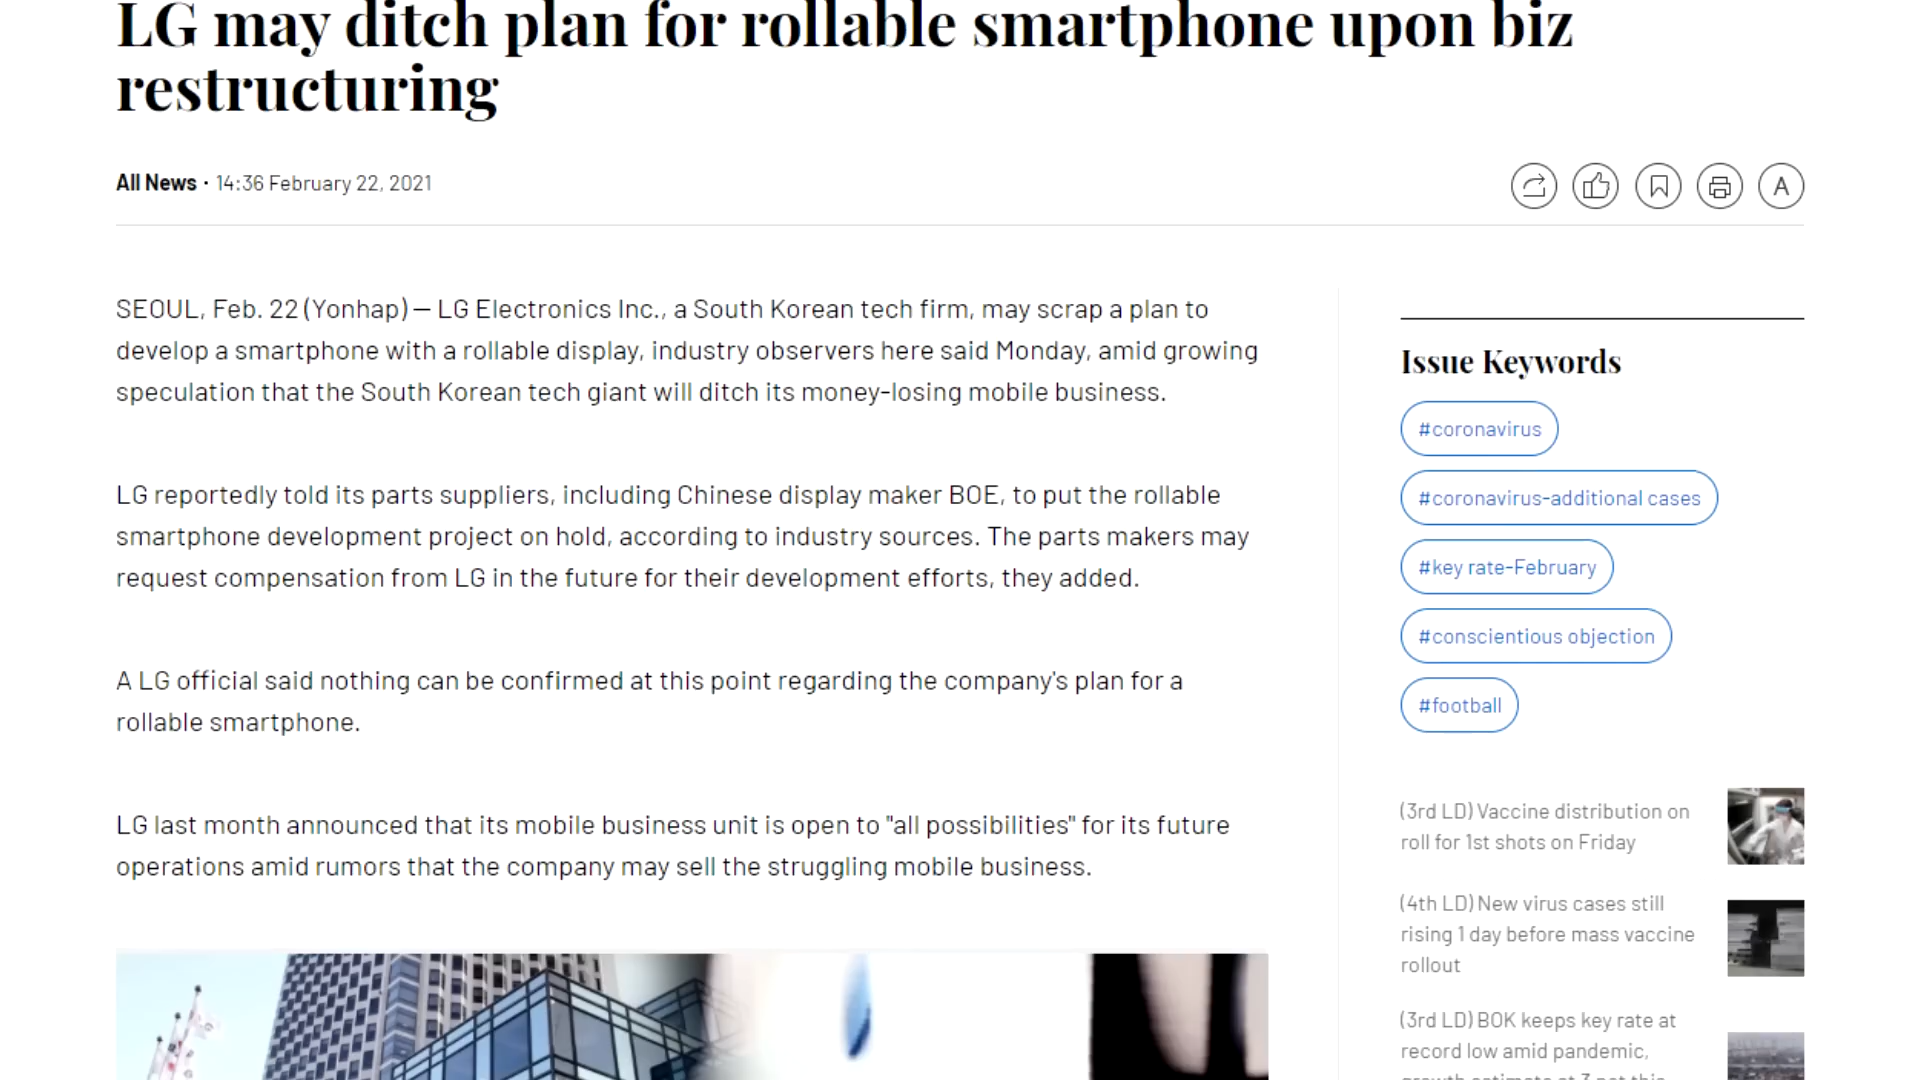 LG may ditch plan for rollable smartphone upon biz
restructuring
All News · 14:36 February 22, 2021
A
SEOUL, Feb. 22 (Yonhap) — LG Electronics Inc., a South Korean tech firm, may scrap a plan to
develop a smartphone with a rollable display, industry observers here said Monday, amid growing
speculation that the South Korean tech giant will ditch its money-losing mobile business.
LG reportedly told its parts suppliers, including Chinese display maker BOE, to put the rollable
smartphone development project on hold, according to industry sources. The parts makers may
request compensation from LG in the future for their development efforts, they added.
A LG official said nothing can be confirmed at this point regarding the company's plan for a
rollable smartphone.
LG last month announced that its mobile business unit is open to "all possibilities" for its future
operations amid rumors that the company may sell the struggling mobile business.
Issue Keywords
#coronavirus
#coronavirus-additional cases
#key rate-February
#conscientious objection
#football
(3rd LD) Vaccine distribution on
roll for 1st shots on Friday
(4th LD) New virus cases still
rising 1 day before mass vaccine
rollout
(3rd LD) BOK keeps key rate at
record low amid pandemic,